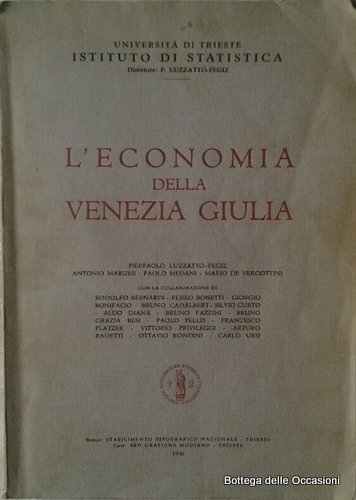 UNIVERSITÀ DI TRIESTE
ISTITUTO DI STATISTICA
Direttore: P. LUZZATTO-FEGIZ
L'ECONOMIA
DELLA
VENEZIA GIULIA
PIERPAOLO LUZZATTO-FEGIZ
ANTONIO MARUSSI - PAOLO MEDANI - MARIO DE VERGOTTINI
CON LA COLLABORAZIONE DI
RODOLFO BERNARDI - ELISEO BONETTI - GIORGIO
BONIFACIO - BRUNO CADALBERT - SILVIO CURTO
- ALDO DIANA - BRUNO FAZZINI - BRUNO
GRAZIA RESI - PAOLO FELLIS - FRANCESCO
PLATZER - VITTORIO PRIVILEGGI - ARTURO
RADETTI - OTTAVIO RONDINI - CARLO URSI
Stampa: STABILIMENTO TIPOGRAFICO NAZIONALE - TRIESTE
Carte: ARTI GRAFICHE MODIANO - TRIESTE
1946
Bottega delle Occasioni